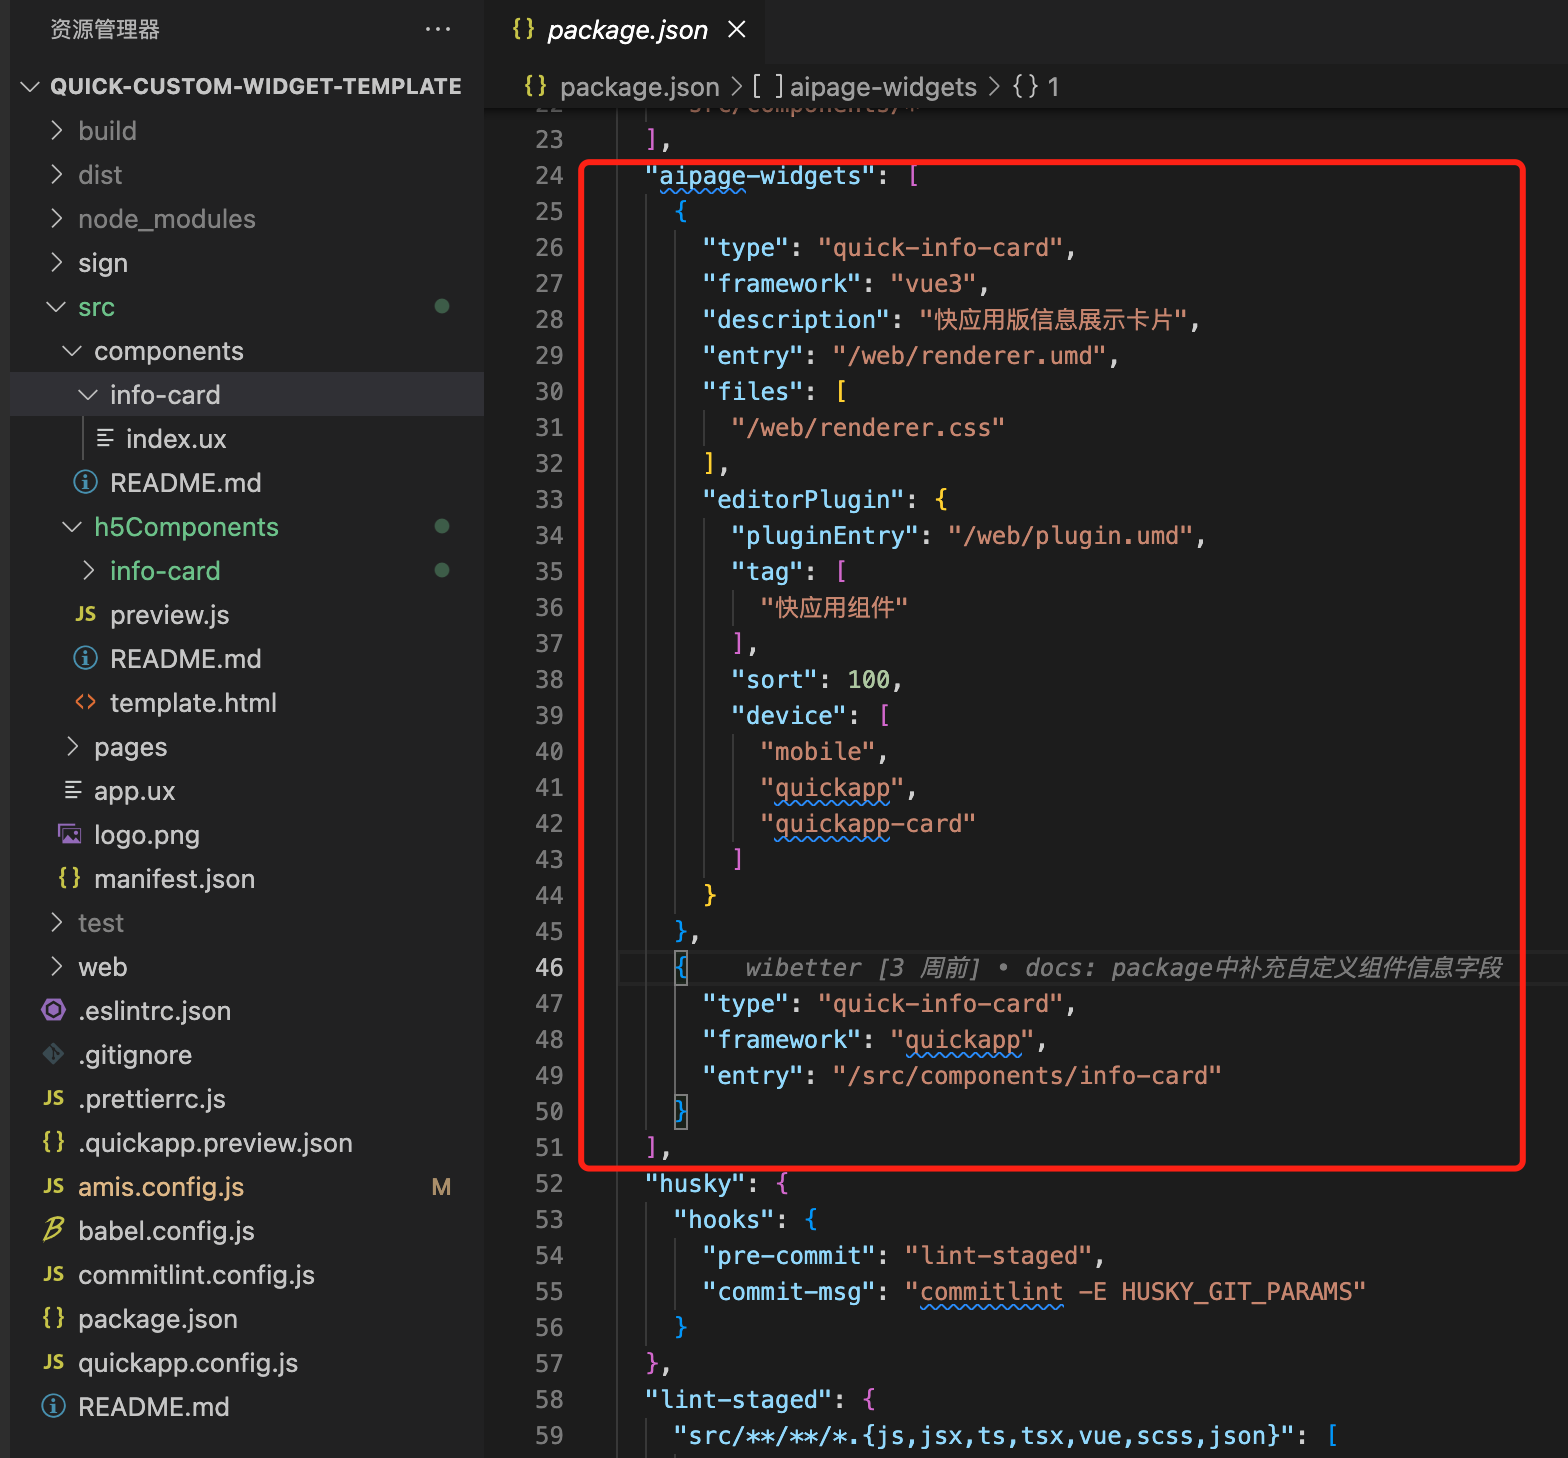 资源管理器
QUICK-CUSTOM-WIDGET-TEMPLATE
build
dist
node_modules
sign
src
components
info-card
index.ux
README.md
h5Components
info-card
JS preview.js
README.md
<> template.html
pages
app.ux
logo.png
{} manifest.json
test
web
.eslintrc.json
.gitignore
JS .prettierrc.js
{} .quickapp.preview.json
JS amis.config.js M
babel.config.js
JS commitlint.config.js
{} package.json
JS quickapp.config.js
README.md
{} package.json ×
{} package.json > [ ] aipage-widgets > {} 1
22 "src/components/*"
23 ],
24 "aipage-widgets": [
25 {
26 "type": "quick-info-card",
27 "framework": "vue3",
28 "description": "快应用版信息展示卡片",
29 "entry": "/web/renderer.umd",
30 "files": [
31 "/web/renderer.css"
32 ],
33 "editorPlugin": {
34 "pluginEntry": "/web/plugin.umd",
35 "tag": [
36 "快应用组件"
37 ],
38 "sort": 100,
39 "device": [
40 "mobile",
41 "quickapp",
42 "quickapp-card"
43 ]
44 }
45 },
46 { wibetter [3 周前] • docs: package中补充自定义组件信息字段
47 "type": "quick-info-card",
48 "framework": "quickapp",
49 "entry": "/src/components/info-card"
50 }
51 ],
52 "husky": {
53 "hooks": {
54 "pre-commit": "lint-staged",
55 "commit-msg": "commitlint -E HUSKY_GIT_PARAMS"
56 }
57 },
58 "lint-staged": {
59 "src/**/**/*.{js,jsx,ts,tsx,vue,scss,json}": [